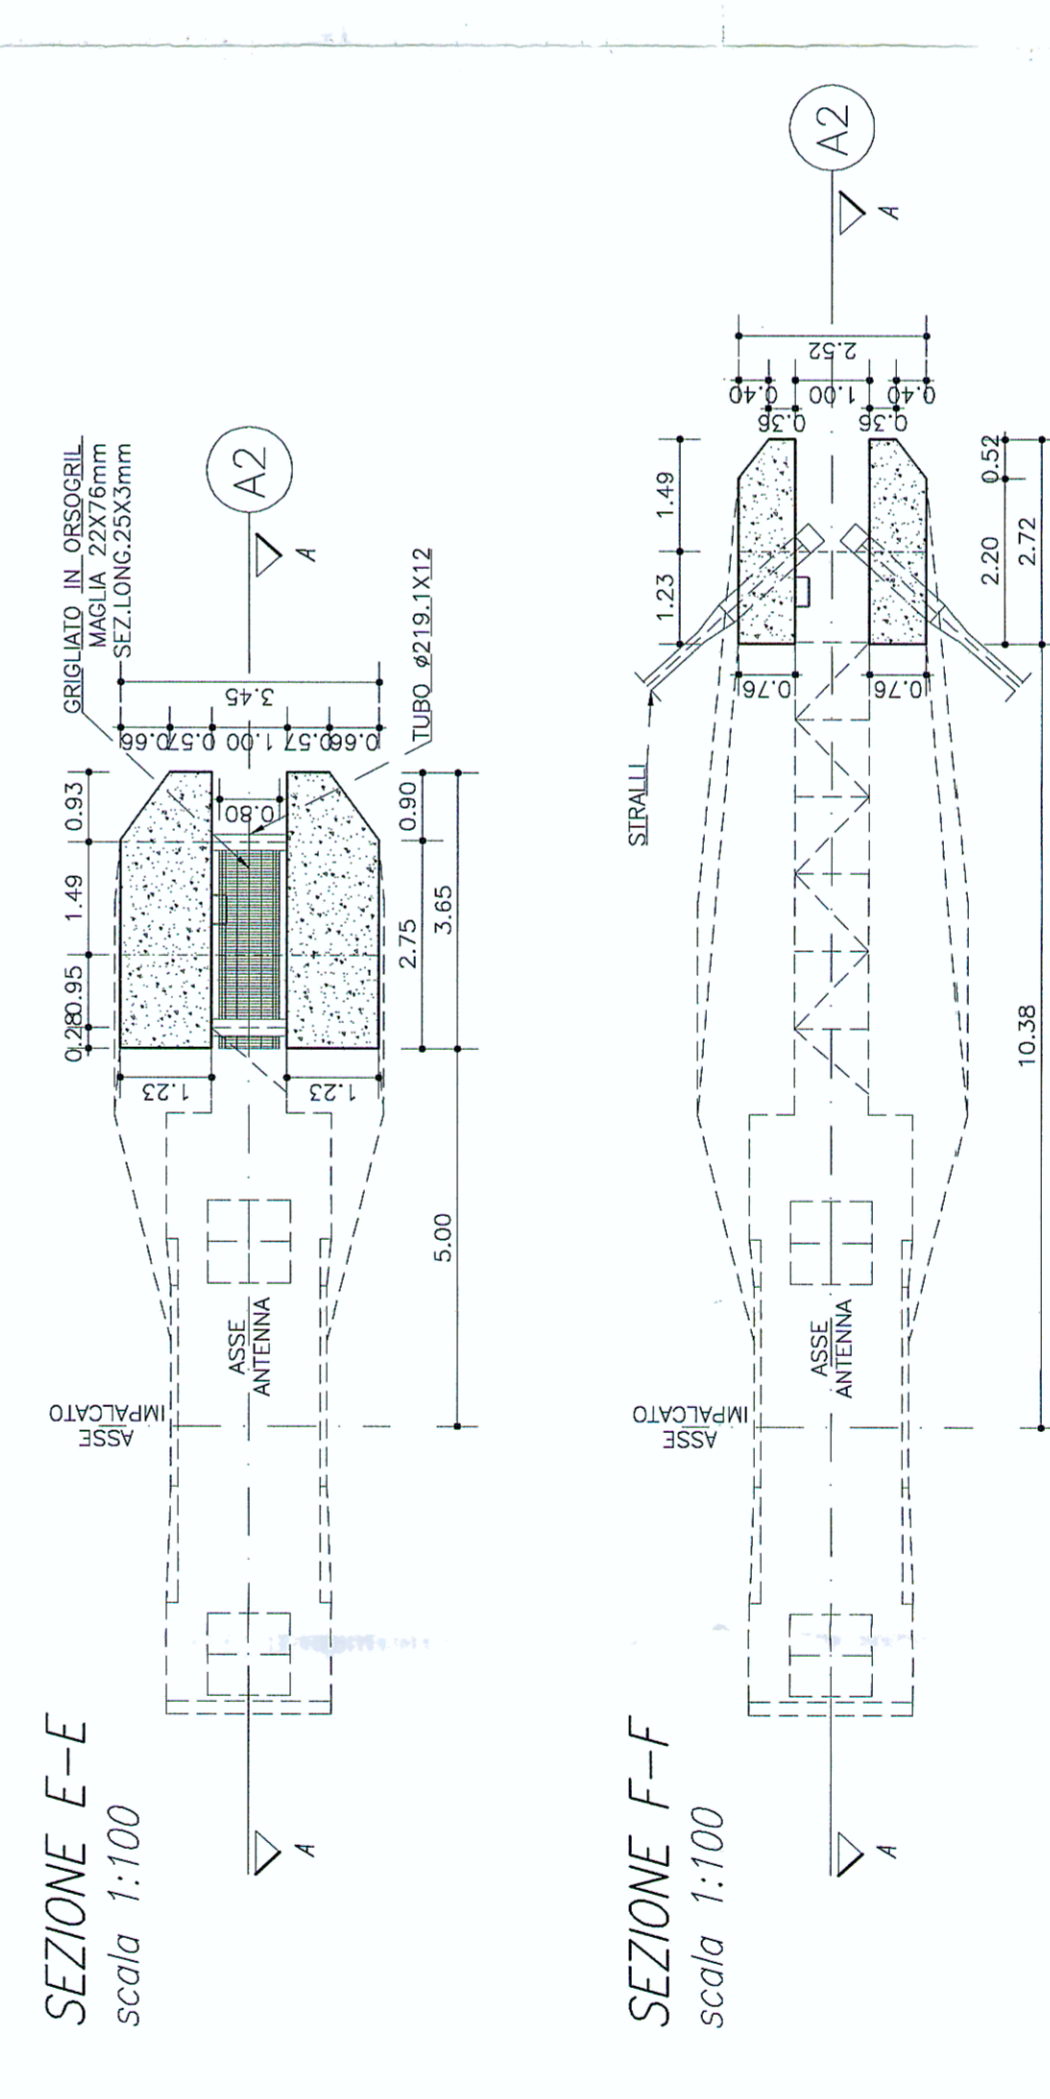 SEZIONE E-E
scala 1:100
GRIGLIATO IN ORSOGRIL
MAGLIA 22X76mm
SEZ.LONG.25X3mm
TUBO ø219.1X12
A2
A
A
ASSE
IMPALCATO
ASSE
ANTENNA
0.28
0.95
1.49
0.93
1.23
1.23
0.66
0.57
1.00
0.57
0.66
3.45
0.80
2.75
0.90
5.00
3.65
SEZIONE F-F
scala 1:100
STRALLI
A2
A
A
ASSE
IMPALCATO
ASSE
ANTENNA
1.23
1.49
0.76
0.76
0.40
0.36
1.00
0.36
0.40
2.52
2.20
0.52
10.38
2.72